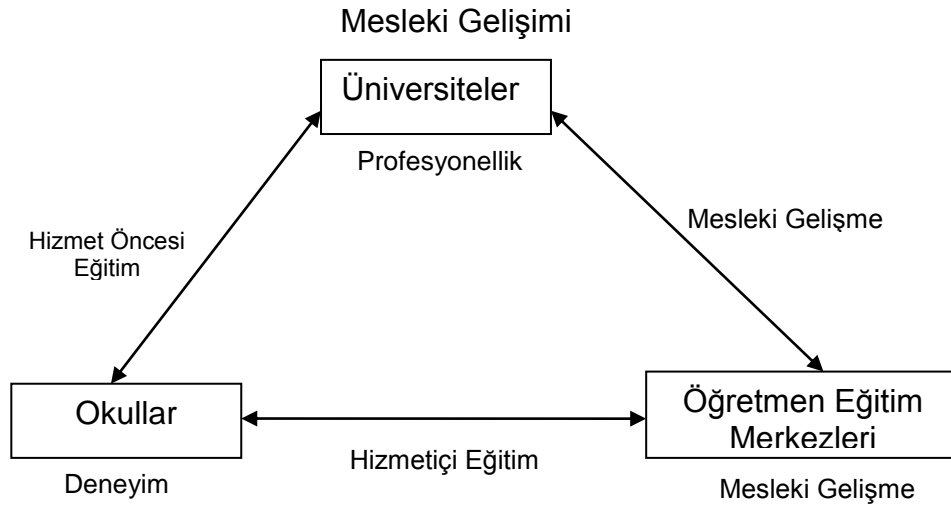 Mesleki Gelişimi
Üniversiteler
Profesyonellik
Mesleki Gelişme
Hizmet Öncesi
Eğitim
Okullar
Öğretmen Eğitim
Merkezleri
Hizmetiçi Eğitim
Deneyim
Mesleki Gelişme